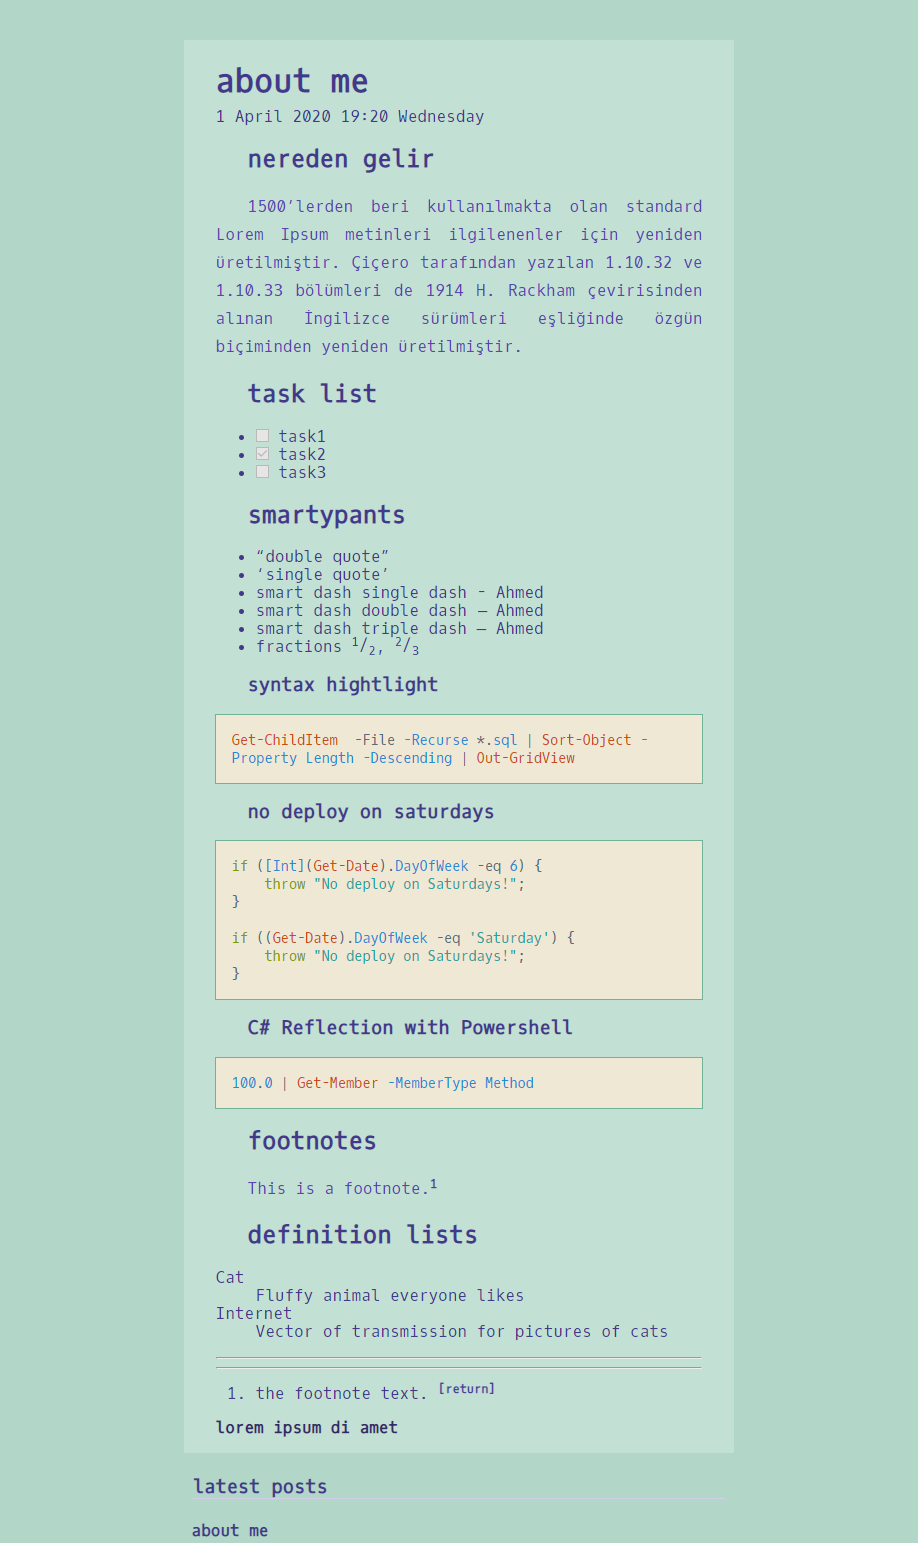 about me
1 April 2020 19:20 Wednesday
nereden gelir
1500’lerden beri kullanılmakta olan standard
Lorem Ipsum metinleri ilgilenenler için yeniden
üretilmiştir. Çiçero tarafından yazılan 1.10.32 ve
1.10.33 bölümleri de 1914 H. Rackham çevirisinden
alınan İngilizce sürümleri eşliğinde özgün
biçiminden yeniden üretilmiştir.
task list
task1
task2
task3
smartypants
“double quote”
‘single quote’
smart dash single dash - Ahmed
smart dash double dash – Ahmed
smart dash triple dash — Ahmed
fractions 1/2, 2/3
syntax hightlight
Get-ChildItem  -File -Recurse *.sql | Sort-Object -
Property Length -Descending | Out-GridView
no deploy on saturdays
if ([Int](Get-Date).DayOfWeek -eq 6) {
    throw "No deploy on Saturdays!";
}
if ((Get-Date).DayOfWeek -eq 'Saturday') {
    throw "No deploy on Saturdays!";
}
C# Reflection with Powershell
100.0 | Get-Member -MemberType Method
footnotes
This is a footnote.1
definition lists
Cat
Fluffy animal everyone likes
Internet
Vector of transmission for pictures of cats
1. the footnote text. [return]
lorem ipsum di amet
latest posts
about me